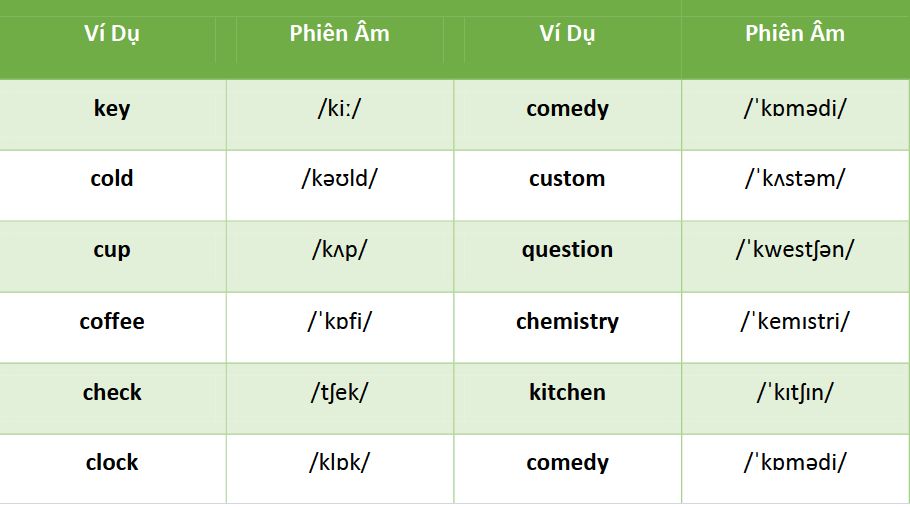 Ví Dụ Phiên Âm Ví Dụ Phiên Âm
key /kiː/ comedy /ˈkɒmədi/
cold /kəʊld/ custom /ˈkʌstəm/
cup /kʌp/ question /ˈkwestʃən/
coffee /ˈkɒfi/ chemistry /ˈkemɪstri/
check /tʃek/ kitchen /ˈkɪtʃɪn/
clock /klɒk/ comedy /ˈkɒmədi/